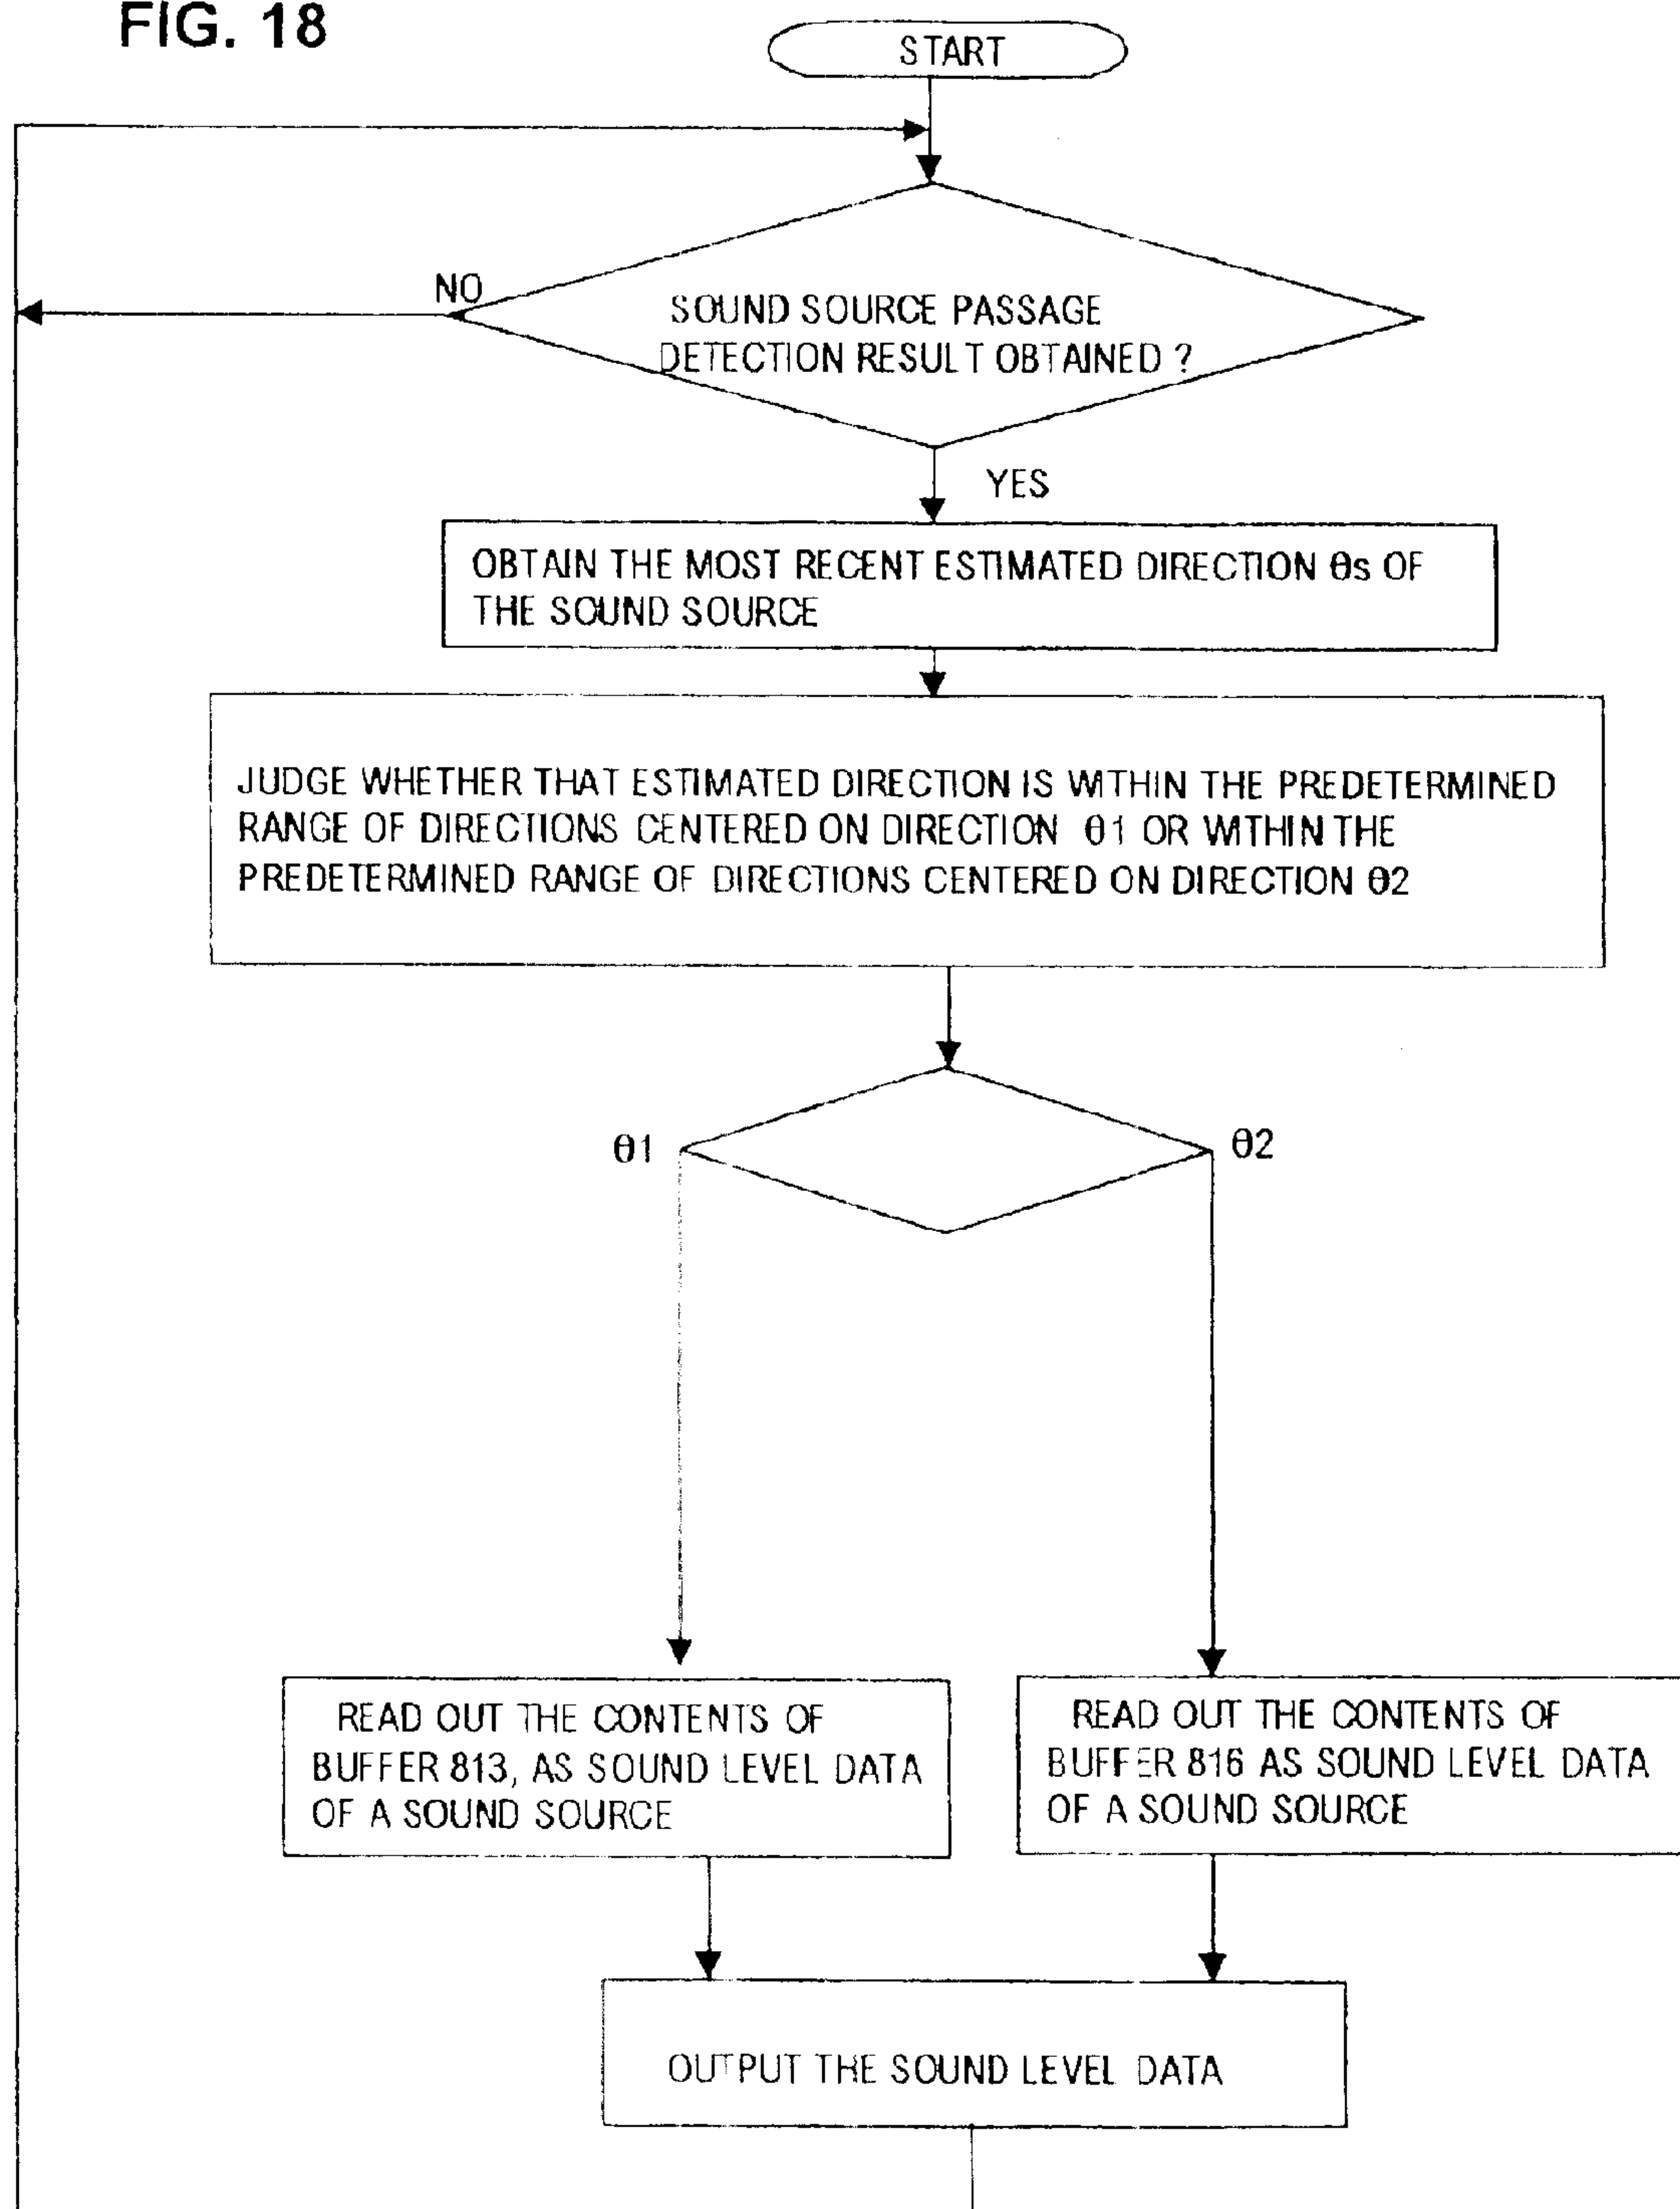 FIG. 18
START
NO
SOUND SOURCE PASSAGE
DETECTION RESULT OBTAINED ?
YES
OBTAIN THE MOST RECENT ESTIMATED DIRECTION θs OF
THE SOUND SOURCE
JUDGE WHETHER THAT ESTIMATED DIRECTION IS WITHIN THE PREDETERMINED
RANGE OF DIRECTIONS CENTERED ON DIRECTION θ1 OR WITHIN THE
PREDETERMINED RANGE OF DIRECTIONS CENTERED ON DIRECTION θ2
θ1
θ2
READ OUT THE CONTENTS OF
BUFFER 813, AS SOUND LEVEL DATA
OF A SOUND SOURCE
READ OUT THE CONTENTS OF
BUFFER 816 AS SOUND LEVEL DATA
OF A SOUND SOURCE
OUTPUT THE SOUND LEVEL DATA